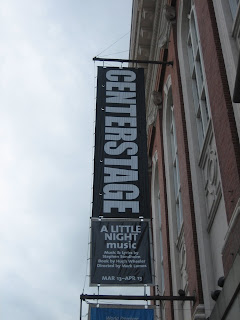 CENTERSTAGE
A LITTLE
NIGHT
music
Music & Lyrics by
Stephen Sondheim
Book by Hugh Wheeler
Directed by Mark Lamos
MAR 13-APR